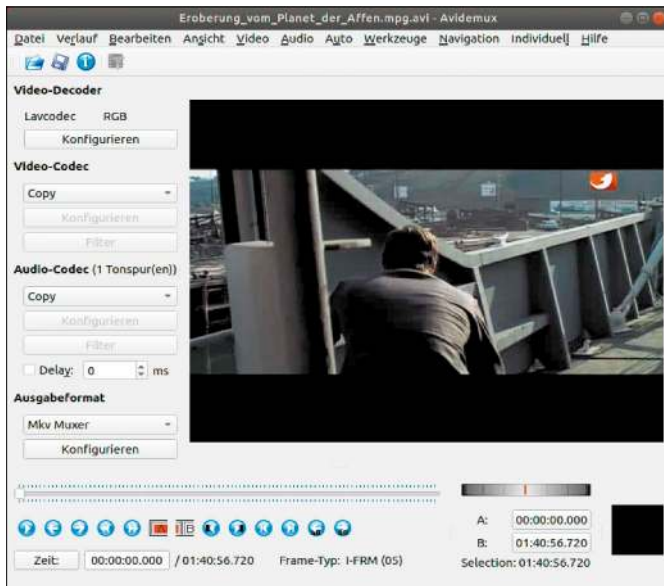 Eroberung_vom_Planet_der_Affen.mpg.avi - Avidemux
Datei Verlauf Bearbeiten Ansicht Video Audio Auto Werkzeuge Navigation Individuell Hilfe
Video-Decoder
Lavcodec RGB
Konfigurieren
Video-Codec
Copy
Konfigurieren
Filter
Audio-Codec (1 Tonspur(en))
Copy
Konfigurieren
Filter
Delay: 0 ms
Ausgabeformat
Mkv Muxer
Konfigurieren
A
B
A: 00:00:00.000
B: 01:40:56.720
Zeit: 00:00:00.000 / 01:40:56.720 Frame-Typ: I-FRM (05) Selection: 01:40:56.720